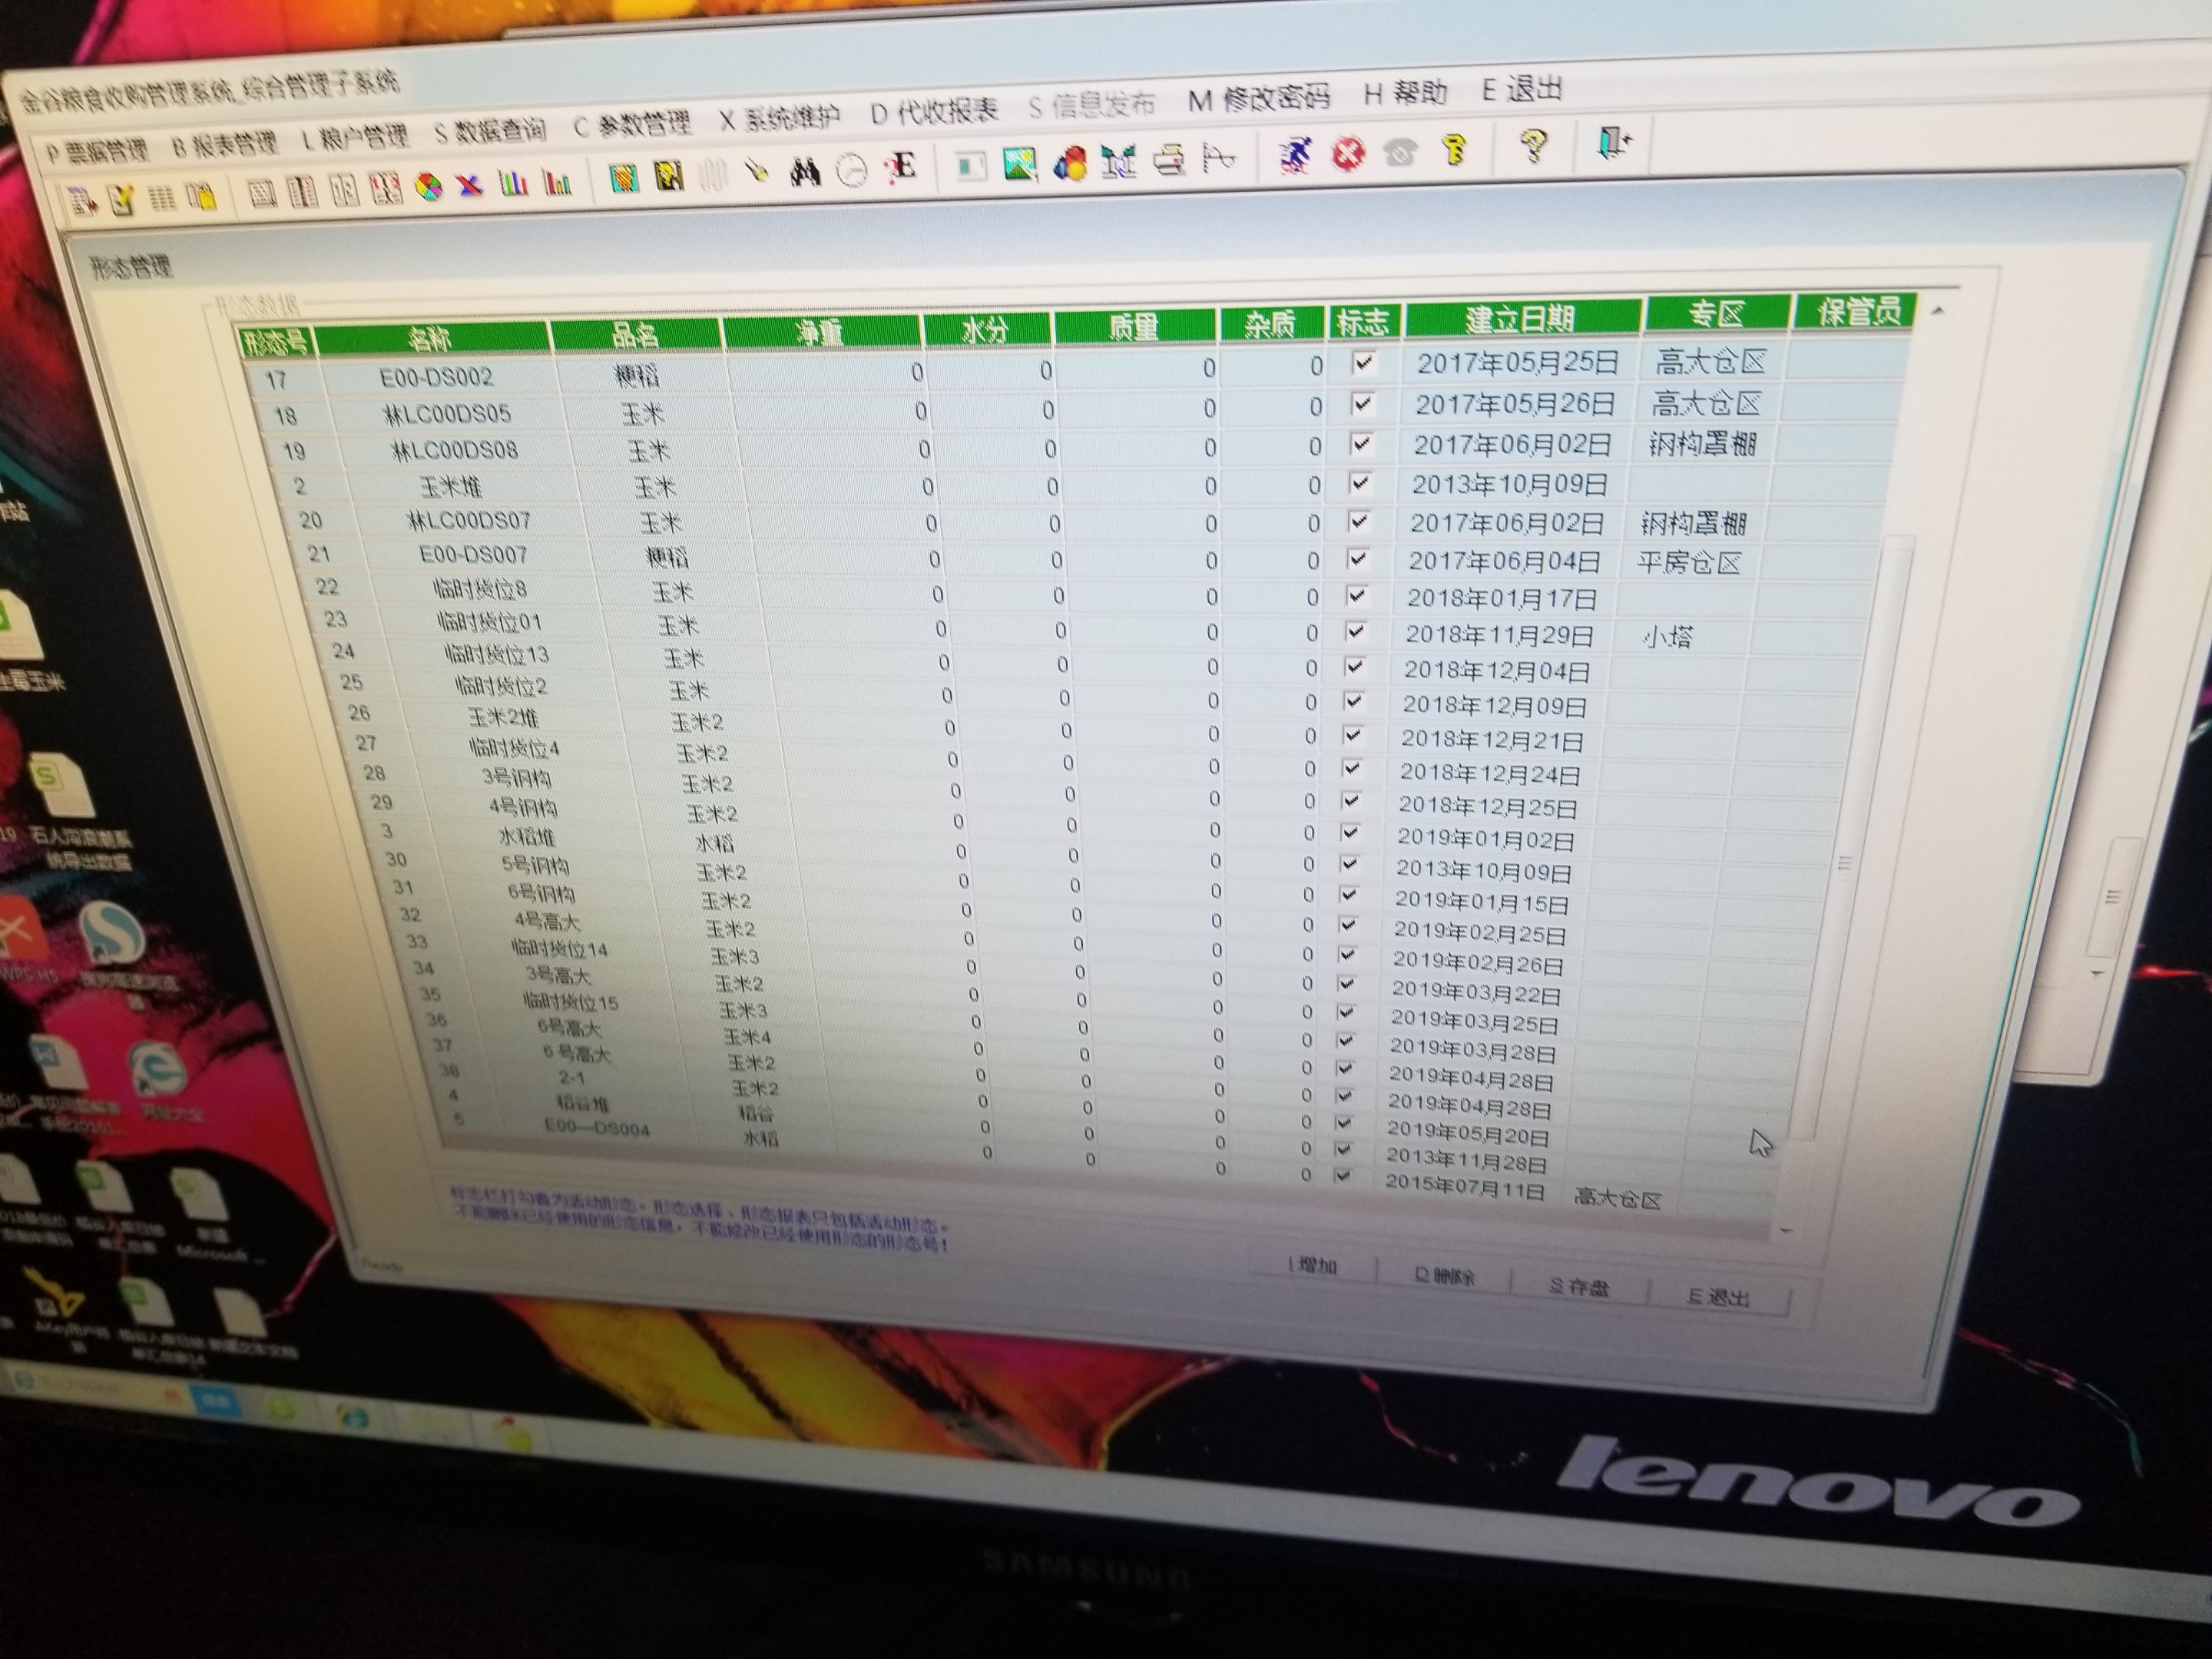 金谷粮食收购管理系统_综合管理子系统
P 票据管理 B 报表管理 L 粮户管理 S 数据查询 C 参数管理 X 系统维护 D 代收报表 S 信息发布 M 修改密码 H 帮助 E 退出
形态管理
形态数据
形态号 名称 品名 净重 水分 质量 杂质 标志 建立日期 专区 保管员
17 E00-DS002 粳稻 0 0 0 0 2017年05月25日 高大仓区
18 林LC00DS05 玉米 0 0 0 0 2017年05月26日 高大仓区
19 林LC00DS08 玉米 0 0 0 0 2017年06月02日 钢构罩棚
2 玉米堆 玉米 0 0 0 0 2013年10月09日
20 林LC00DS07 玉米 0 0 0 0 2017年06月02日 钢构罩棚
21 E00-DS007 粳稻 0 0 0 0 2017年06月04日 平房仓区
22 临时货位8 玉米 0 0 0 0 2018年01月17日
23 临时货位01 玉米 0 0 0 0 2018年11月29日 小塔
24 临时货位13 玉米 0 0 0 0 2018年12月04日
25 临时货位2 玉米 0 0 0 0 2018年12月09日
26 玉米2堆 玉米2 0 0 0 0 2018年12月21日
27 临时货位4 玉米2 0 0 0 0 2018年12月24日
28 3号钢构 玉米2 0 0 0 0 2018年12月25日
29 4号钢构 玉米2 0 0 0 0 2019年01月02日
3 水稻堆 水稻 0 0 0 0 2013年10月09日
30 5号钢构 玉米2 0 0 0 0 2019年01月15日
31 6号钢构 玉米2 0 0 0 0 2019年02月25日
32 4号高大 玉米2 0 0 0 0 2019年02月26日
33 临时货位14 玉米3 0 0 0 0 2019年03月22日
34 3号高大 玉米2 0 0 0 0 2019年03月25日
35 临时货位15 玉米3 0 0 0 0 2019年03月28日
36 6号高大 玉米4 0 0 0 0 2019年04月28日
37 6号高大 玉米2 0 0 0 0 2019年04月28日
38 2-1 玉米2 0 0 0 0 2019年05月20日
4 稻谷堆 稻谷 0 0 0 0 2013年11月28日
5 E00—DS004 水稻 0 0 0 0 2015年07月11日 高大仓区
标志栏打勾者为活动形态。形态选择、形态报表只包括活动形态。
不能删除已经使用的形态信息，不能修改已经使用形态的形态号！
I 增加 D 删除 S 存盘 E 退出
Ready
统导出数据
WPS H5
网址大全
新建
Microsoft ...
lenovo
SAMSUNG